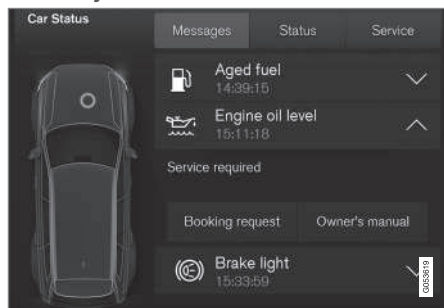 Car Status
Messages
Status
Service
Aged fuel
14:39:15
Engine oil level
15:11:18
Service required
Booking request
Owner's manual
Brake light
15:33:59
G053619